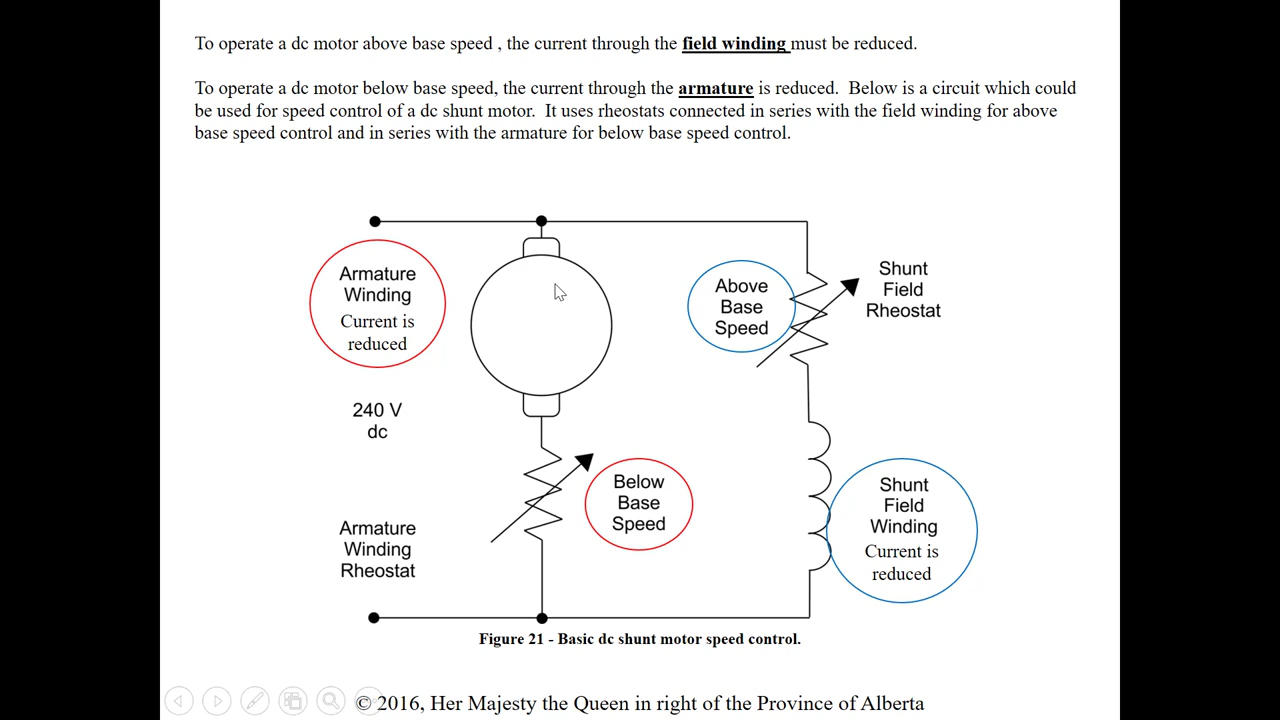 To operate a dc motor above base speed , the current through the field winding must be reduced.
To operate a dc motor below base speed, the current through the armature is reduced.  Below is a circuit which could
be used for speed control of a dc shunt motor.  It uses rheostats connected in series with the field winding for above
base speed control and in series with the armature for below base speed control.
Armature
Winding
Current is
reduced
240 V
dc
Armature
Winding
Rheostat
Below
Base
Speed
Above
Base
Speed
Shunt
Field
Rheostat
Shunt
Field
Winding
Current is
reduced
Figure 21 - Basic dc shunt motor speed control.
© 2016, Her Majesty the Queen in right of the Province of Alberta